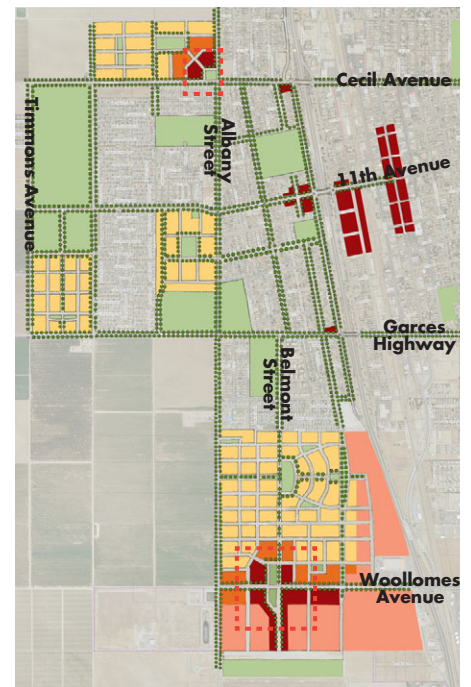 Cecil Avenue
Timmons Avenue
Albany
Street
11th Avenue
Garces
Highway
Belmont
Street
Woollomes
Avenue